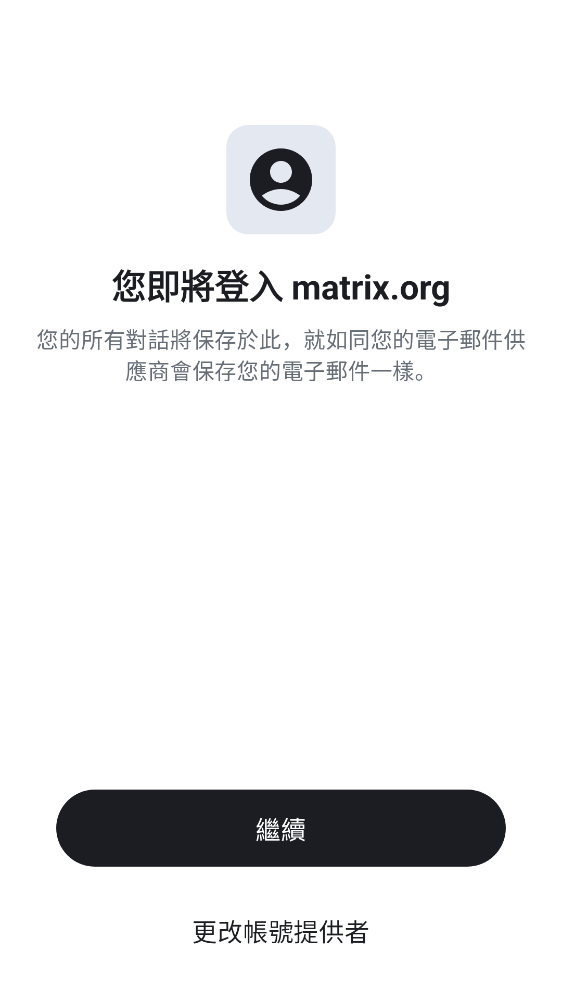 您即將登入 matrix.org
您的所有對話將保存於此，就如同您的電子郵件供
應商會保存您的電子郵件一樣。
繼續
更改帳號提供者